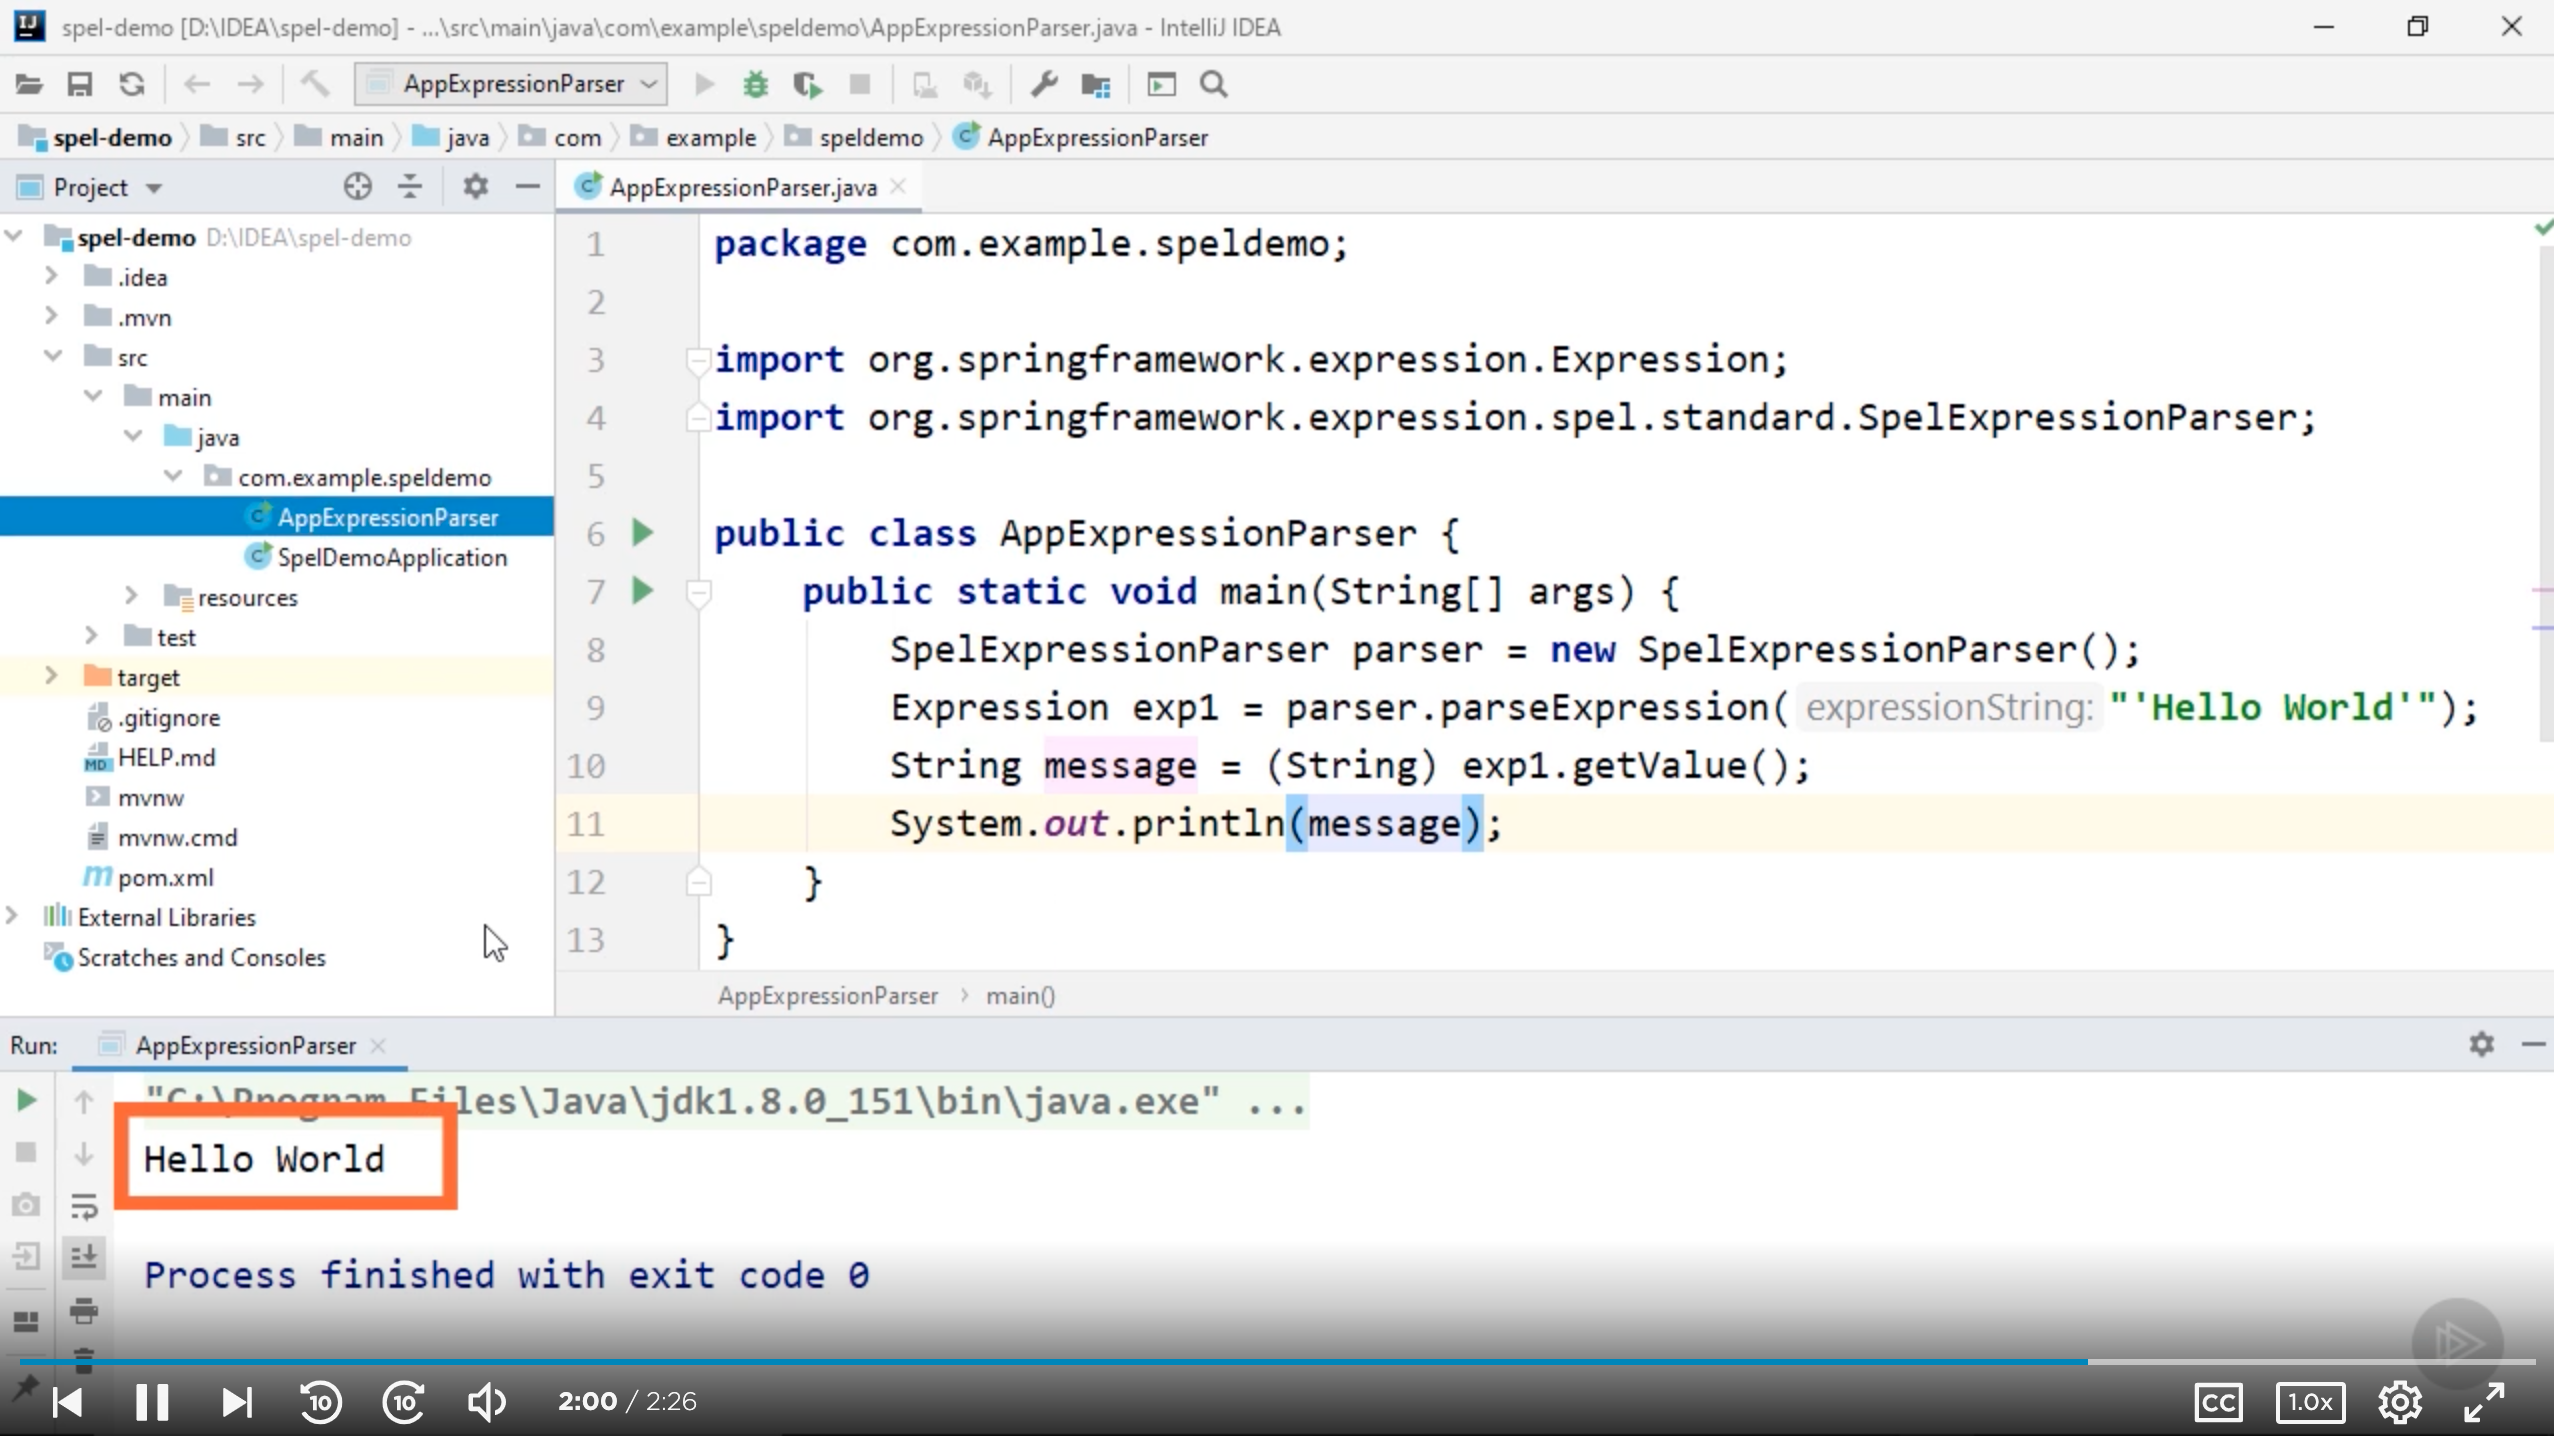 spel-demo [D:\IDEA\spel-demo] - ...\src\main\java\com\example\speldemo\AppExpressionParser.java - IntelliJ IDEA
AppExpressionParser
spel-demo src main java com example speldemo AppExpressionParser
Project
AppExpressionParser.java
spel-demo D:\IDEA\spel-demo
.idea
.mvn
src
main
java
com.example.speldemo
AppExpressionParser
SpelDemoApplication
resources
test
target
.gitignore
HELP.md
mvnw
mvnw.cmd
pom.xml
External Libraries
Scratches and Consoles
1 package com.example.speldemo;
2
3 import org.springframework.expression.Expression;
4 import org.springframework.expression.spel.standard.SpelExpressionParser;
5
6 public class AppExpressionParser {
7 public static void main(String[] args) {
8 SpelExpressionParser parser = new SpelExpressionParser();
9 Expression exp1 = parser.parseExpression( expressionString: "'Hello World'");
10 String message = (String) exp1.getValue();
11 System.out.println(message);
12 }
13 }
AppExpressionParser main()
Run: AppExpressionParser
"C:\Program Files\Java\jdk1.8.0_151\bin\java.exe" ...
Hello World
Process finished with exit code 0
10 10 2:00 / 2:26 CC 1.0x